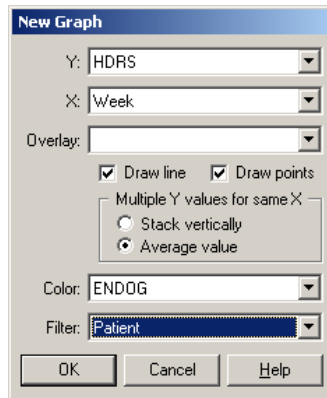 New Graph
Y: HDRS
X: Week
Overlay:
Draw line Draw points
Multiple Y values for same X
Stack vertically
Average value
Color: ENDOG
Filter: Patient
OK Cancel Help